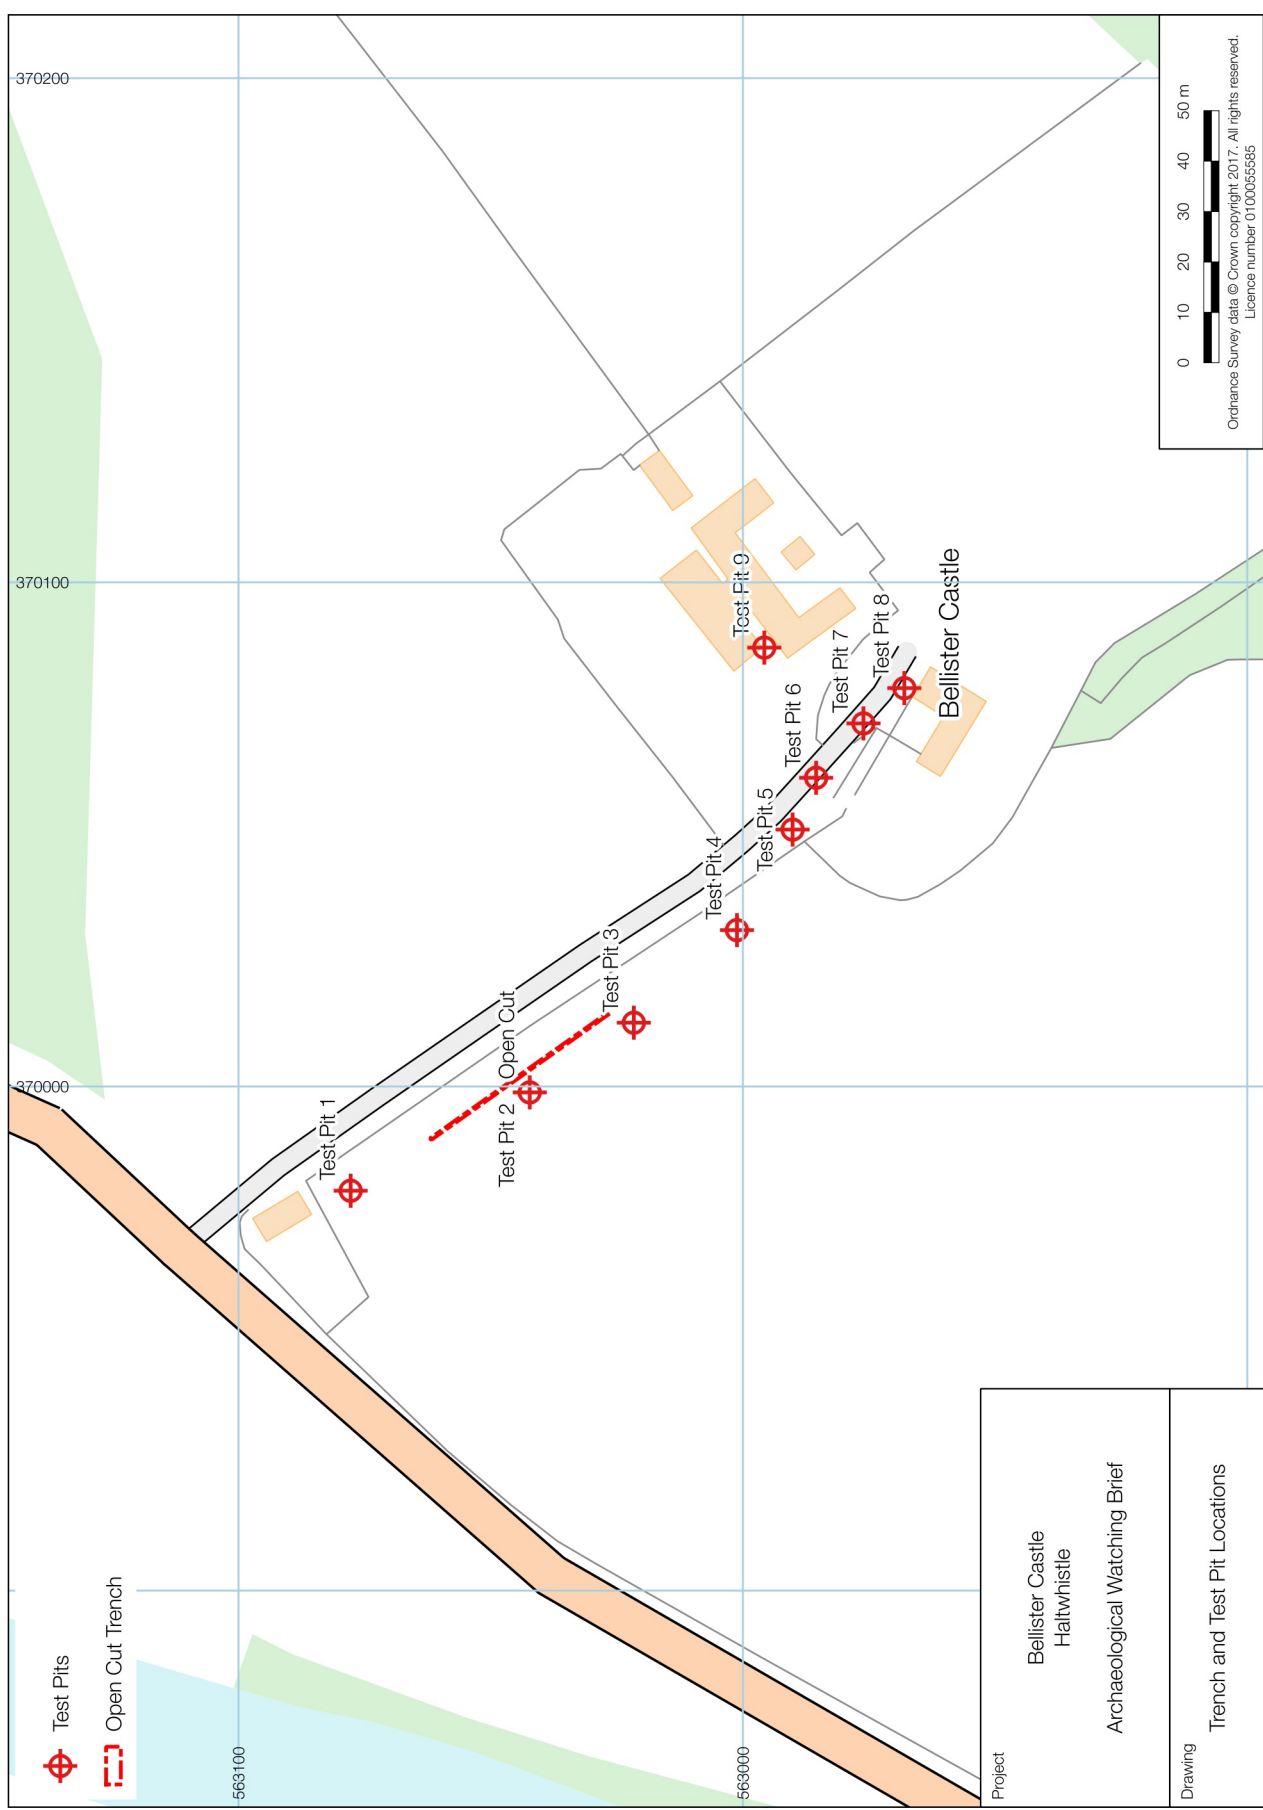 Test Pits
Open Cut Trench
563100
563000
370000
370100
370200
Test Pit 1
Test Pit 2
Open Cut
Test Pit 3
Test Pit 4
Test Pit 5
Test Pit 6
Test Pit 7
Test Pit 8
Test Pit 9
Bellister Castle
Project
Bellister Castle
Haltwhistle
Archaeological Watching Brief
Drawing
Trench and Test Pit Locations
0 10 20 30 40 50 m
Ordnance Survey data © Crown copyright 2017. All rights reserved.
Licence number 0100055585